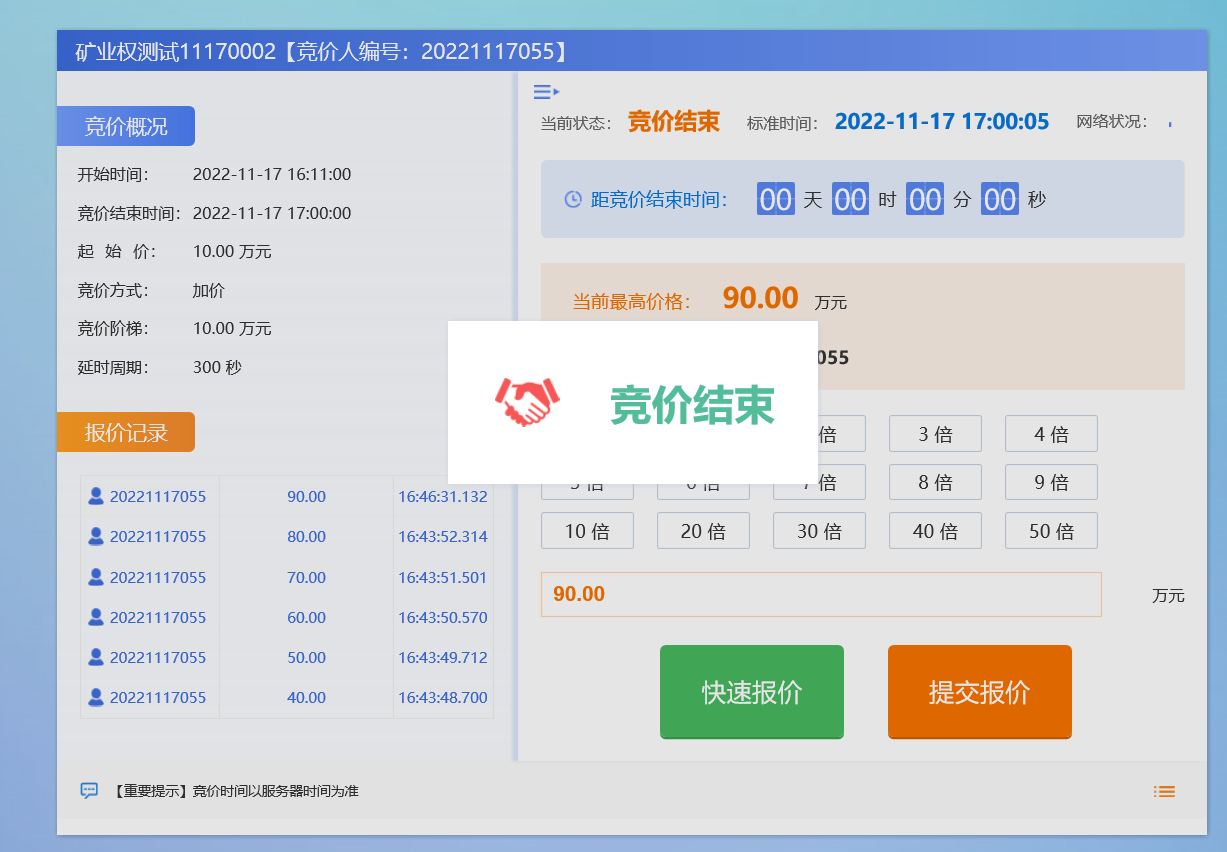 矿业权测试11170002【竞价人编号：20221117055】
竞价概况
开始时间： 2022-11-17 16:11:00
竞价结束时间： 2022-11-17 17:00:00
起 始 价： 10.00 万元
竞价方式： 加价
竞价阶梯： 10.00 万元
延时周期： 300 秒
报价记录
20221117055 90.00 16:46:31.132
20221117055 80.00 16:43:52.314
20221117055 70.00 16:43:51.501
20221117055 60.00 16:43:50.570
20221117055 50.00 16:43:49.712
20221117055 40.00 16:43:48.700
当前状态： 竞价结束 标准时间： 2022-11-17 17:00:05 网络状况：
距竞价结束时间： 00 天 00 时 00 分 00 秒
当前最高价格： 90.00 万元
055
竞价结束
倍 3 倍 4 倍
5 倍 6 倍 7 倍 8 倍 9 倍
10 倍 20 倍 30 倍 40 倍 50 倍
90.00 万元
快速报价 提交报价
【重要提示】竞价时间以服务器时间为准